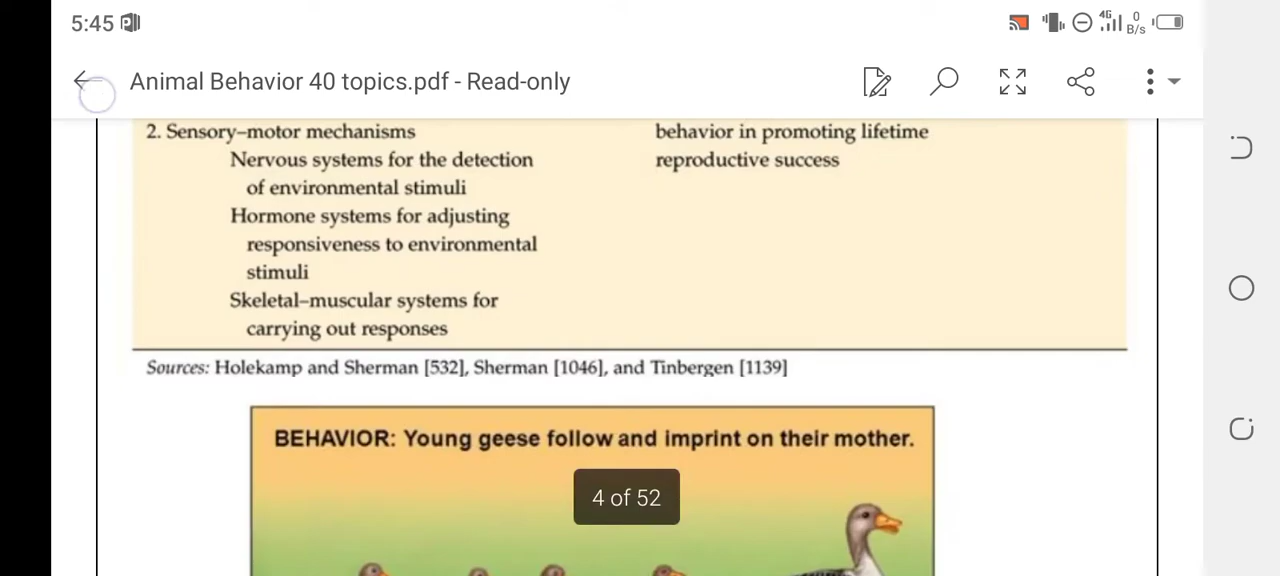 5:45
4G 0 B/s
Animal Behavior 40 topics.pdf - Read-only
2. Sensory–motor mechanisms
Nervous systems for the detection
of environmental stimuli
Hormone systems for adjusting
responsiveness to environmental
stimuli
Skeletal–muscular systems for
carrying out responses
behavior in promoting lifetime
reproductive success
Sources: Holekamp and Sherman [532], Sherman [1046], and Tinbergen [1139]
BEHAVIOR: Young geese follow and imprint on their mother.
4 of 52